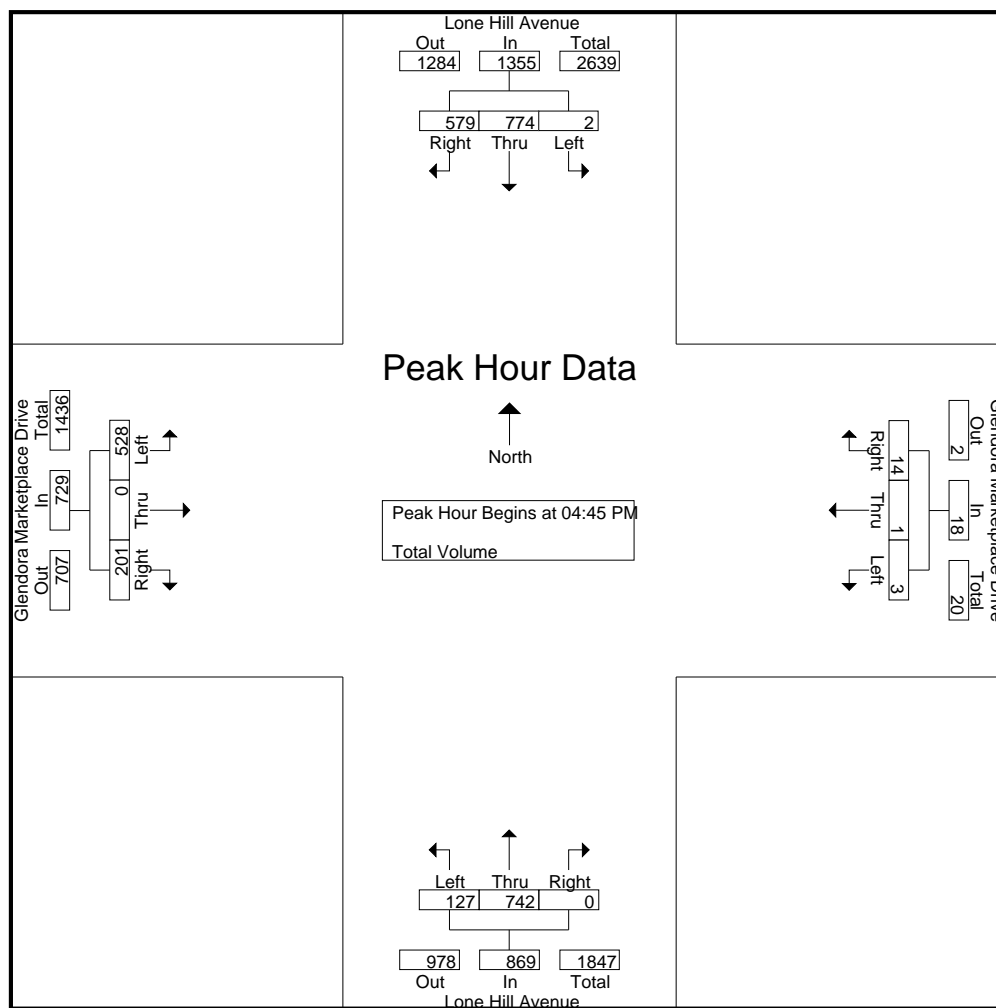 Lone Hill Avenue
Out In Total
1284 1355 2639
579 774 2
Right Thru Left
Peak Hour Data
North
Peak Hour Begins at 04:45 PM
Total Volume
Glendora Marketplace Drive
Total In Out
1436 729 707
528 0 201
Left Thru Right
Glendora Marketplace Drive
Out In Total
2 18 20
14 1 3
Right Thru Left
Left Thru Right
127 742 0
978 869 1847
Out In Total
Lone Hill Avenue